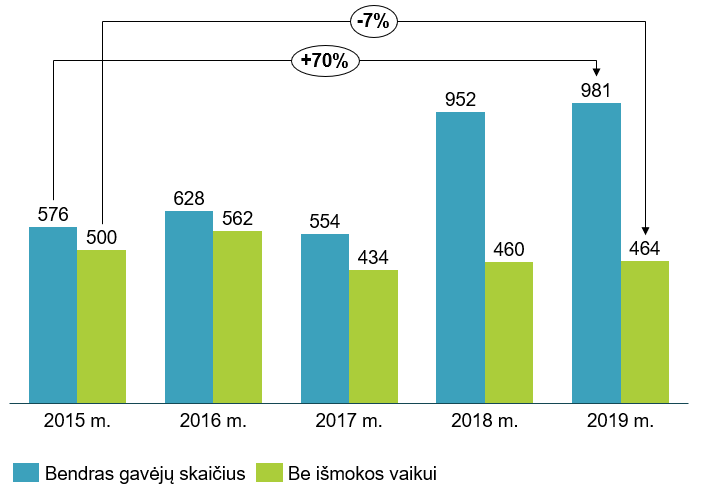 -7%
+70%
576
500
628
562
554
434
952
460
981
464
2015 m.
2016 m.
2017 m.
2018 m.
2019 m.
Bendras gavėjų skaičius
Be išmokos vaikui